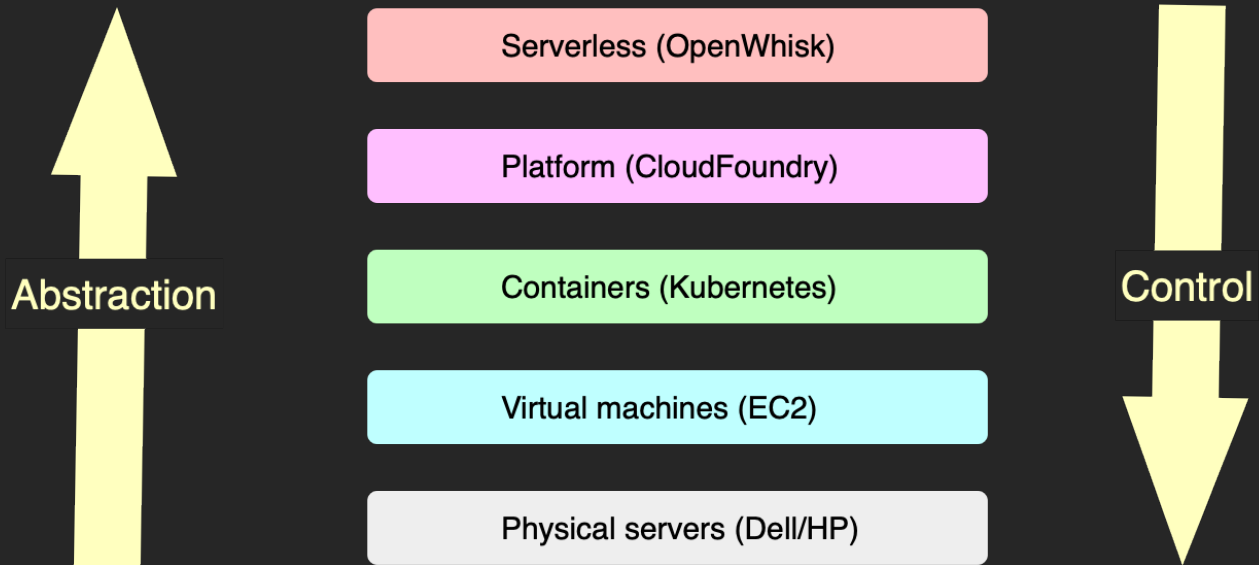 Serverless (OpenWhisk)
Platform (CloudFoundry)
Abstraction
Containers (Kubernetes)
Control
Virtual machines (EC2)
Physical servers (Dell/HP)